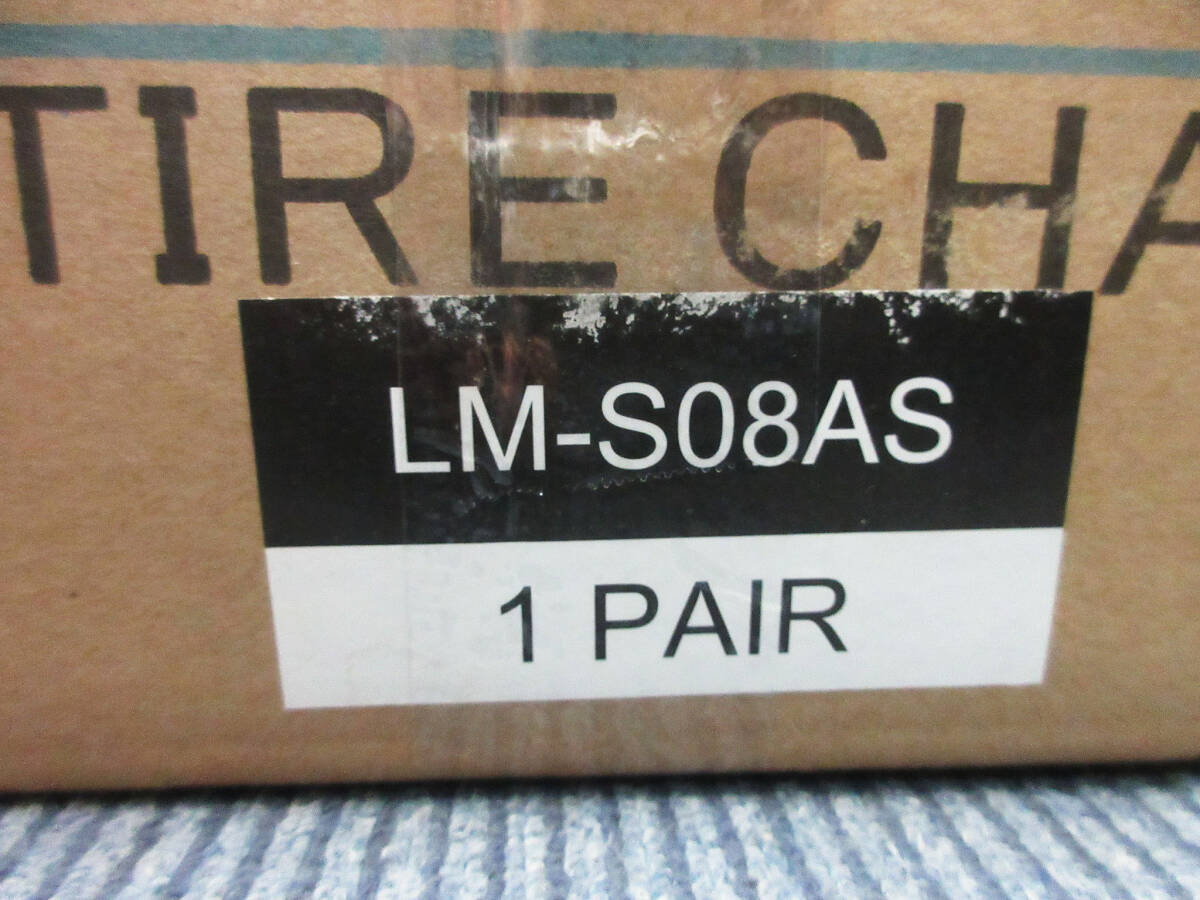 TIRE CHA
LM-S08AS
1 PAIR